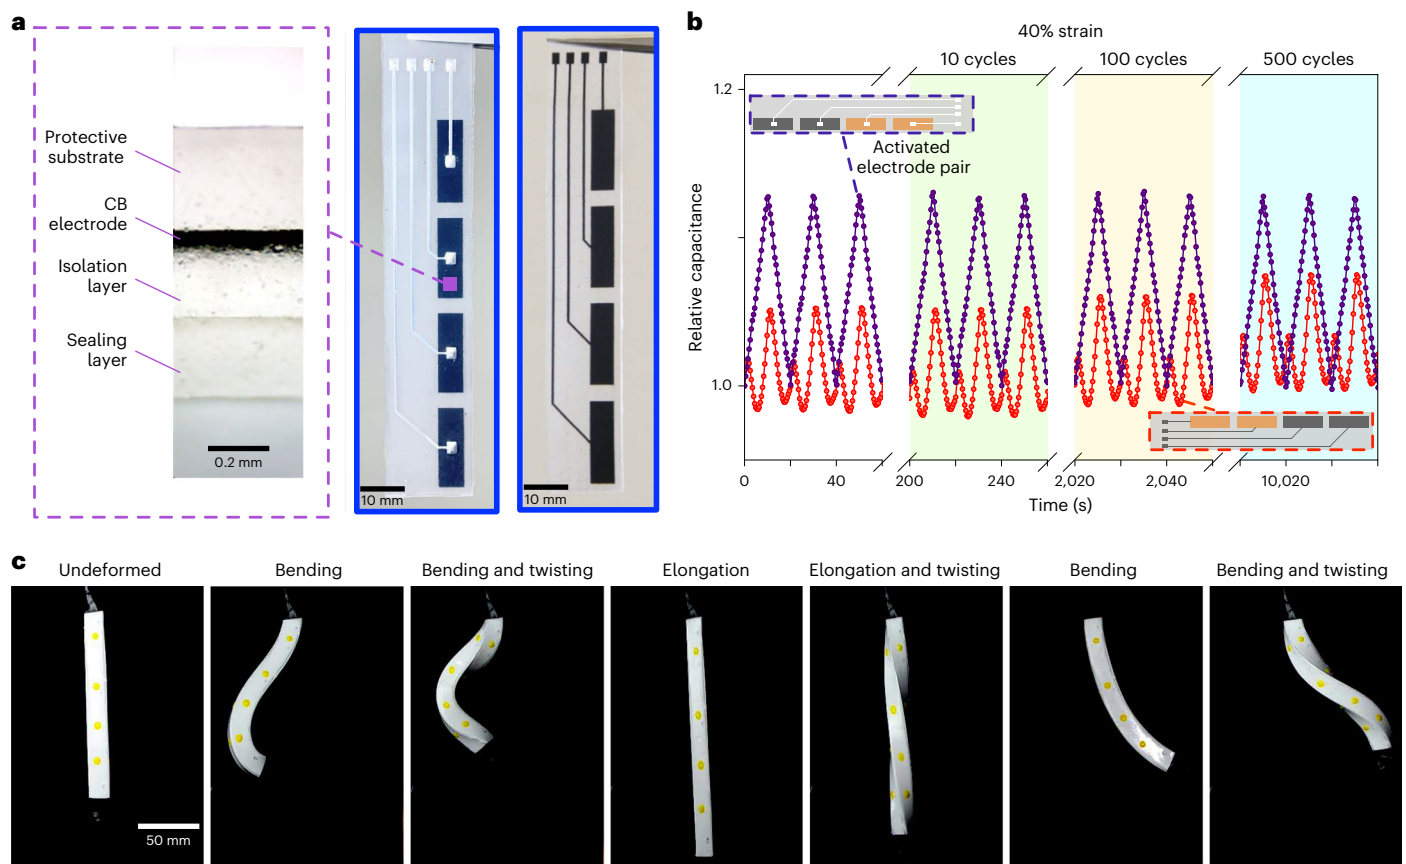 a
Protective
substrate
CB
electrode
Isolation
layer
Sealing
layer
0.2 mm
10 mm
10 mm
b
40% strain
10 cycles
100 cycles
500 cycles
Relative capacitance
1.2
1.0
Activated
electrode pair
0
40
200
240
2,020
2,040
10,020
Time (s)
c
Undeformed
Bending
Bending and twisting
Elongation
Elongation and twisting
Bending
Bending and twisting
50 mm